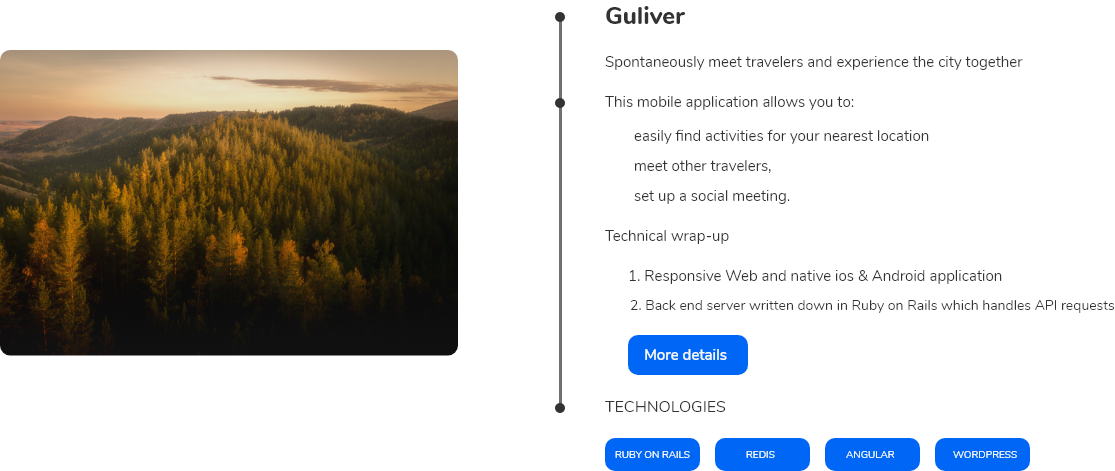 Guliver
Spontaneously meet travelers and experience the city together
This mobile application allows you to:
easily find activities for your nearest location
meet other travelers,
set up a social meeting.
Technical wrap-up
1. Responsive Web and native ios & Android application
2. Back end server written down in Ruby on Rails which handles API requests
More details
TECHNOLOGIES
RUBY ON RAILS REDIS ANGULAR WORDPRESS